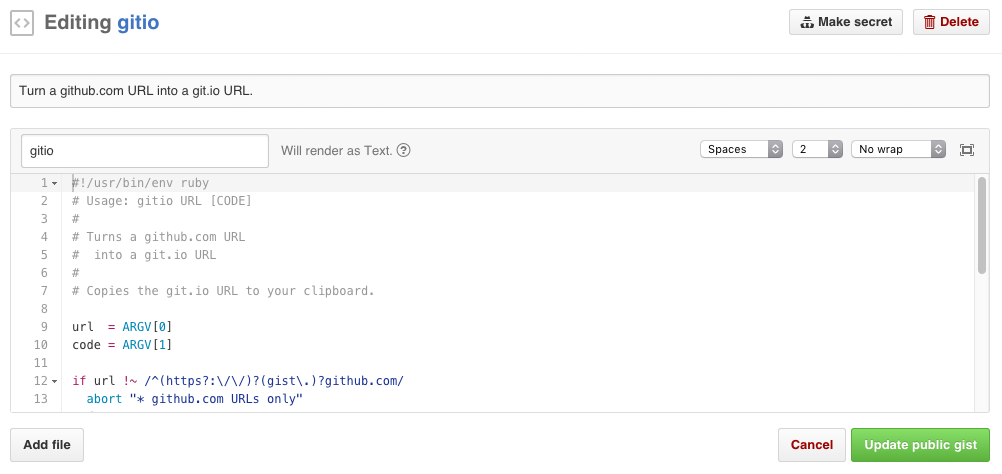 Editing gitio
Make secret
Delete
Turn a github.com URL into a git.io URL.
gitio
Will render as Text. ?
Spaces
2
No wrap
1 #!/usr/bin/env ruby
2 # Usage: gitio URL [CODE]
3 #
4 # Turns a github.com URL
5 #  into a git.io URL
6 #
7 # Copies the git.io URL to your clipboard.
8
9 url  = ARGV[0]
10 code = ARGV[1]
11
12 if url !~ /^(https?:\/\/)?(gist\.)?github.com/
13   abort "* github.com URLs only"
Add file
Cancel
Update public gist